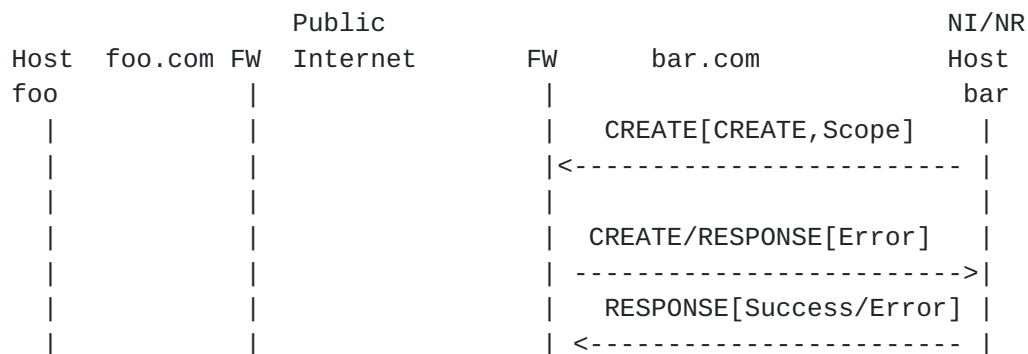 Public NI/NR
Host foo.com FW Internet FW bar.com Host
foo | | bar
| | | CREATE[CREATE,Scope] |
| | |<------------------------- |
| | | |
| | | CREATE/RESPONSE[Error] |
| | | ------------------------->|
| | | RESPONSE[Success/Error] |
| | | <------------------------ |